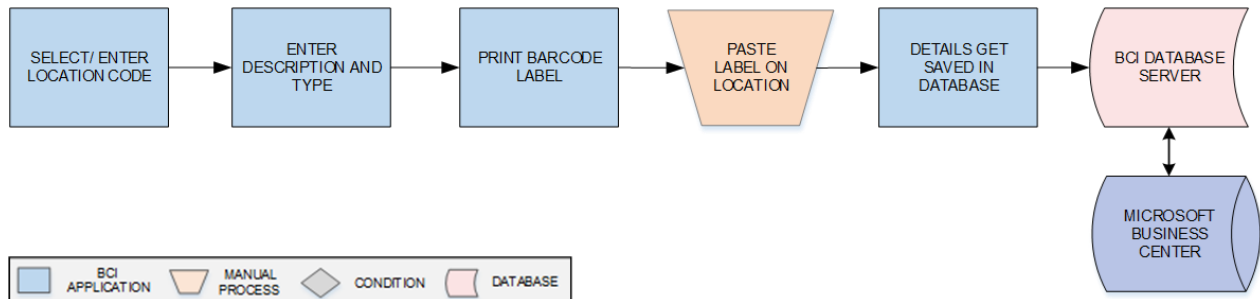 SELECT/ ENTER
LOCATION CODE
ENTER
DESCRIPTION AND
TYPE
PRINT BARCODE
LABEL
PASTE
LABEL ON
LOCATION
DETAILS GET
SAVED IN
DATABASE
BCI DATABASE
SERVER
MICROSOFT
BUSINESS
CENTER
BCI
APPLICATION
MANUAL
PROCESS
CONDITION
DATABASE